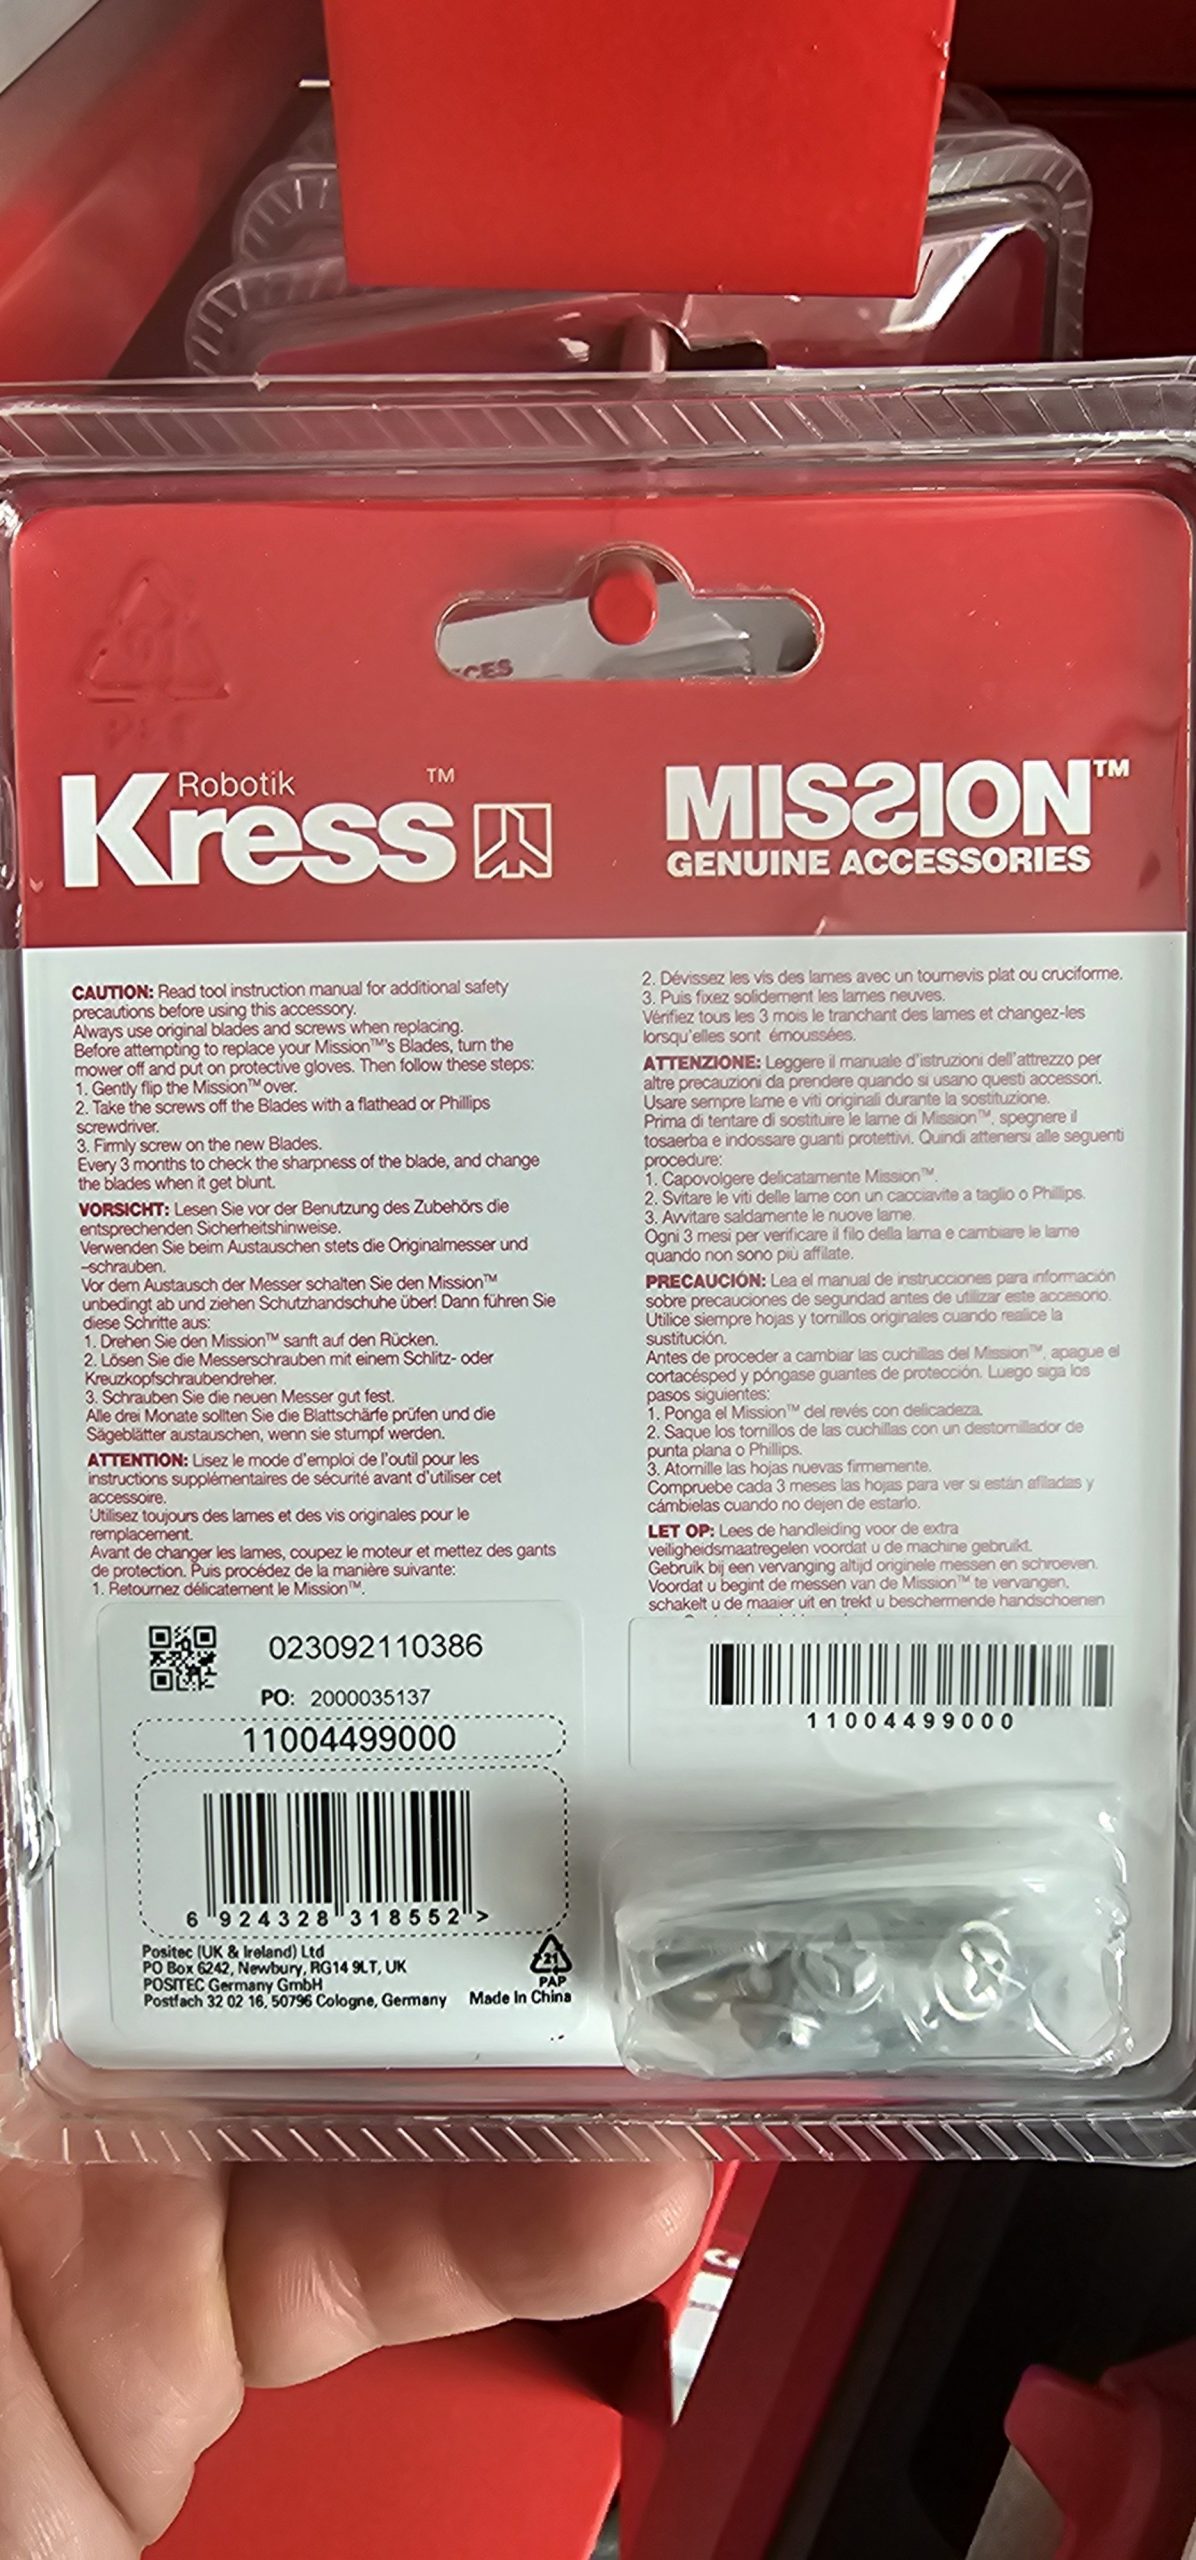 CES
Robotik
Kress™
MISSION™
GENUINE ACCESSORIES
CAUTION: Read tool instruction manual for additional safety
precautions before using this accessory.
Always use original blades and screws when replacing.
Before attempting to replace your Mission™'s Blades, turn the
mower off and put on protective gloves. Then follow these steps:
1. Gently flip the Mission™ over.
2. Take the screws off the Blades with a flathead or Phillips
screwdriver.
3. Firmly screw on the new Blades.
Every 3 months to check the sharpness of the blade, and change
the blades when it get blunt.
VORSICHT: Lesen Sie vor der Benutzung des Zubehörs die
entsprechenden Sicherheitshinweise.
Verwenden Sie beim Austauschen stets die Originalmesser und
–schrauben.
Vor dem Austausch der Messer schalten Sie den Mission™
unbedingt ab und ziehen Schutzhandschuhe über! Dann führen Sie
diese Schritte aus:
1. Drehen Sie den Mission™ sanft auf den Rücken.
2. Lösen Sie die Messerschrauben mit einem Schlitz- oder
Kreuzkopfschraubendreher.
3. Schrauben Sie die neuen Messer gut fest.
Alle drei Monate sollten Sie die Blattschärfe prüfen und die
Sägeblätter austauschen, wenn sie stumpf werden.
ATTENTION: Lisez le mode d'emploi de l'outil pour les
instructions supplémentaires de sécurité avant d'utiliser cet
accessoire.
Utilisez toujours des lames et des vis originales pour le
remplacement.
Avant de changer les lames, coupez le moteur et mettez des gants
de protection. Puis procédez de la manière suivante:
1. Retournez délicatement le Mission™.
2. Dévissez les vis des lames avec un tournevis plat ou cruciforme.
3. Puis fixez solidement les lames neuves.
Vérifiez tous les 3 mois le tranchant des lames et changez-les
lorsqu'elles sont émoussées.
ATTENZIONE: Leggere il manuale d'istruzioni dell'attrezzo per
altre precauzioni da prendere quando si usano questi accessori.
Usare sempre lame e viti originali durante la sostituzione.
Prima di tentare di sostituire le lame di Mission™, spegnere il
tosaerba e indossare guanti protettivi. Quindi attenersi alle seguenti
procedure:
1. Capovolgere delicatamente Mission™.
2. Svitare le viti delle lame con un cacciavite a taglio o Phillips.
3. Avvitare saldamente le nuove lame.
Ogni 3 mesi per verificare il filo della lama e cambiare le lame
quando non sono più affilate.
PRECAUCIÓN: Lea el manual de instrucciones para información
sobre precauciones de seguridad antes de utilizar este accesorio.
Utilice siempre hojas y tornillos originales cuando realice la
sustitución.
Antes de proceder a cambiar las cuchillas del Mission™, apague el
cortacésped y póngase guantes de protección. Luego siga los
pasos siguientes:
1. Ponga el Mission™ del revés con delicadeza.
2. Saque los tornillos de las cuchillas con un destornillador de
punta plana o Phillips.
3. Atornille las hojas nuevas firmemente.
Compruebe cada 3 meses las hojas para ver si están afiladas y
cámbielas cuando no dejen de estarlo.
LET OP: Lees de handleiding voor de extra
veiligheidsmaatregelen voordat u de machine gebruikt.
Gebruik bij een vervanging altijd originele messen en schroeven.
Voordat u begint de messen van de Mission™ te vervangen,
schakelt u de maaier uit en trekt u beschermende handschoenen
023092110386
PO: 2000035137
11004499000
6 924328 318552 >
Positec (UK & Ireland) Ltd
PO Box 6242, Newbury, RG14 9LT, UK
POSITEC Germany GmbH
Postfach 32 02 16, 50796 Cologne, Germany
21
PAP
Made In China
11004499000